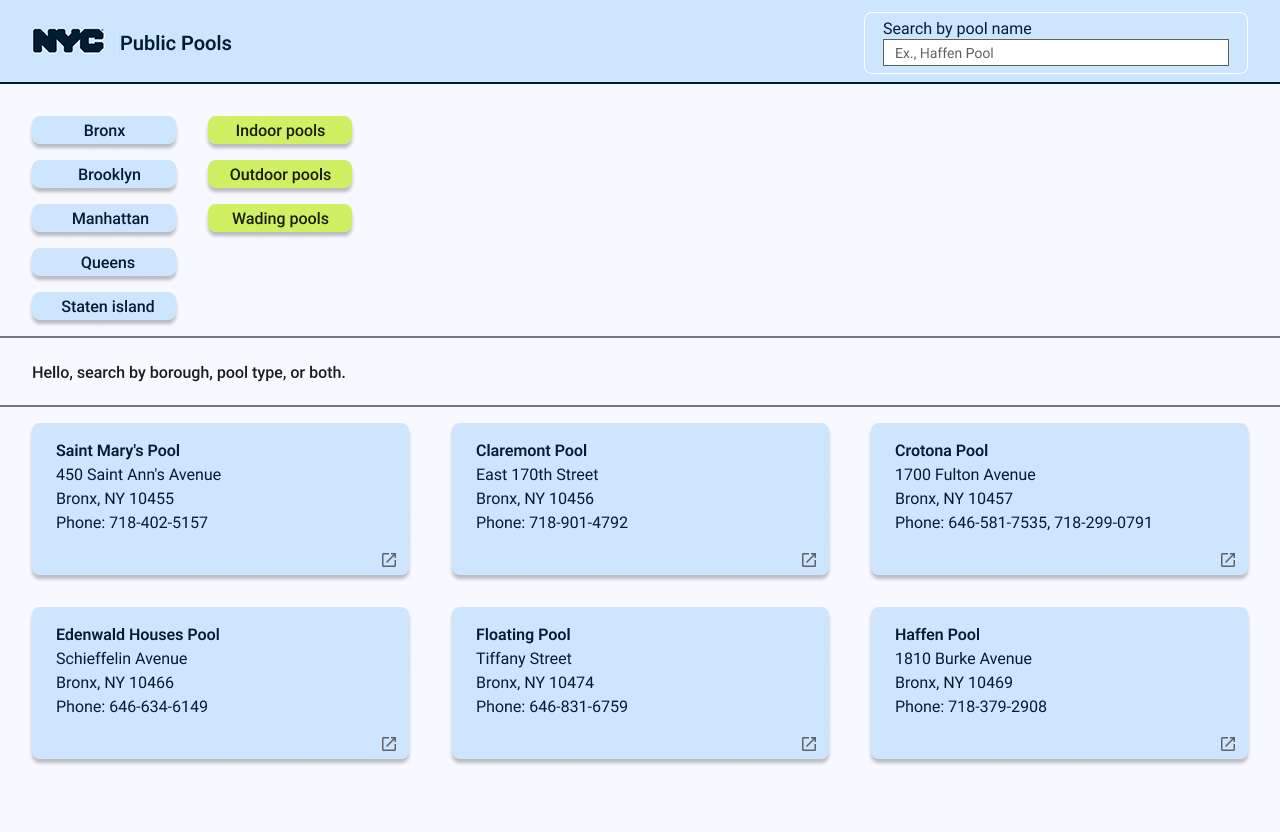 NYC
Public Pools
Search by pool name
Ex., Haffen Pool
Bronx
Indoor pools
Brooklyn
Outdoor pools
Manhattan
Wading pools
Queens
Staten island
Hello, search by borough, pool type, or both.
Saint Mary's Pool
450 Saint Ann's Avenue
Bronx, NY 10455
Phone: 718-402-5157
Claremont Pool
East 170th Street
Bronx, NY 10456
Phone: 718-901-4792
Crotona Pool
1700 Fulton Avenue
Bronx, NY 10457
Phone: 646-581-7535, 718-299-0791
Edenwald Houses Pool
Schieffelin Avenue
Bronx, NY 10466
Phone: 646-634-6149
Floating Pool
Tiffany Street
Bronx, NY 10474
Phone: 646-831-6759
Haffen Pool
1810 Burke Avenue
Bronx, NY 10469
Phone: 718-379-2908